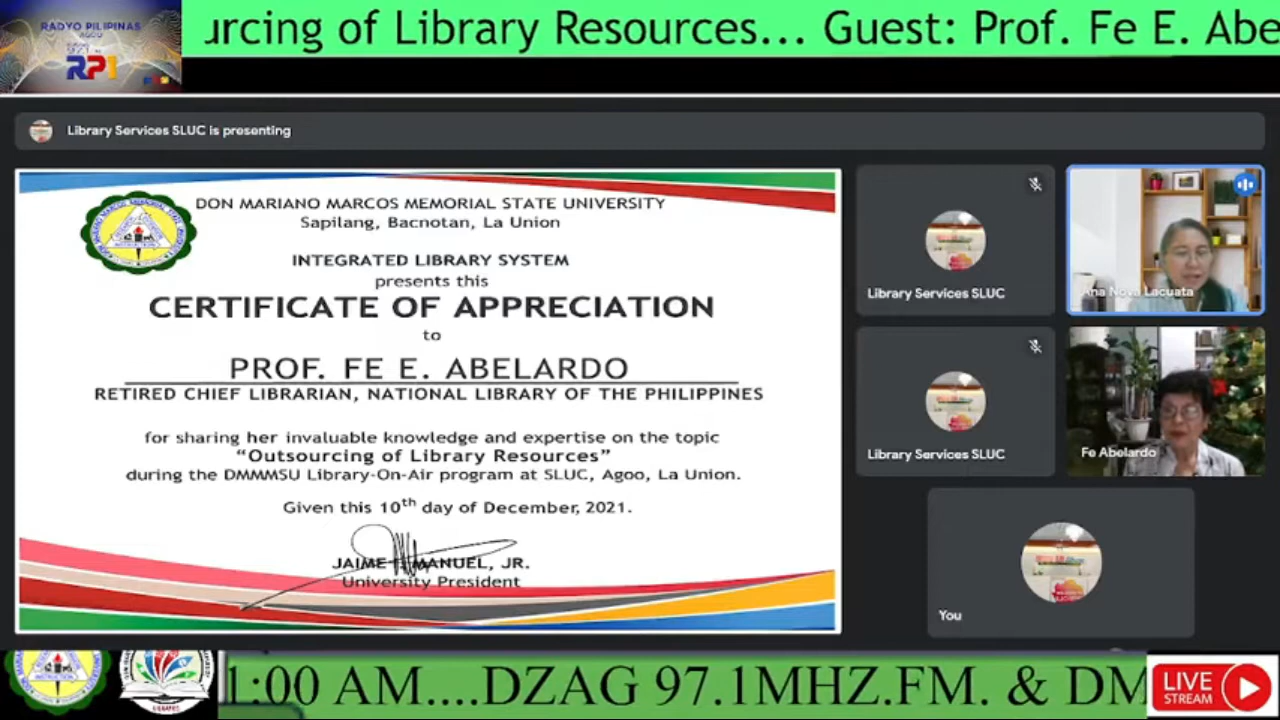 RADYO PILIPINAS
AGOO
RP1
urcing of Library Resources... Guest: Prof. Fe E. Abe
Library Services SLUC is presenting
DON MARIANO MARCOS MEMORIAL STATE UNIVERSITY
Sapilang, Bacnotan, La Union
INTEGRATED LIBRARY SYSTEM
presents this
CERTIFICATE OF APPRECIATION
to
PROF. FE E. ABELARDO
RETIRED CHIEF LIBRARIAN, NATIONAL LIBRARY OF THE PHILIPPINES
for sharing her invaluable knowledge and expertise on the topic
“Outsourcing of Library Resources”
during the DMMMSU Library-On-Air program at SLUC, Agoo, La Union.
Given this 10th day of December, 2021.
JAIME MANUEL, JR.
University President
Library Services SLUC
Ana Nova Lacuata
Library Services SLUC
Fe Abelardo
You
1:00 AM....DZAG 97.1MHZ.FM. & DM
LIVE
STREAM